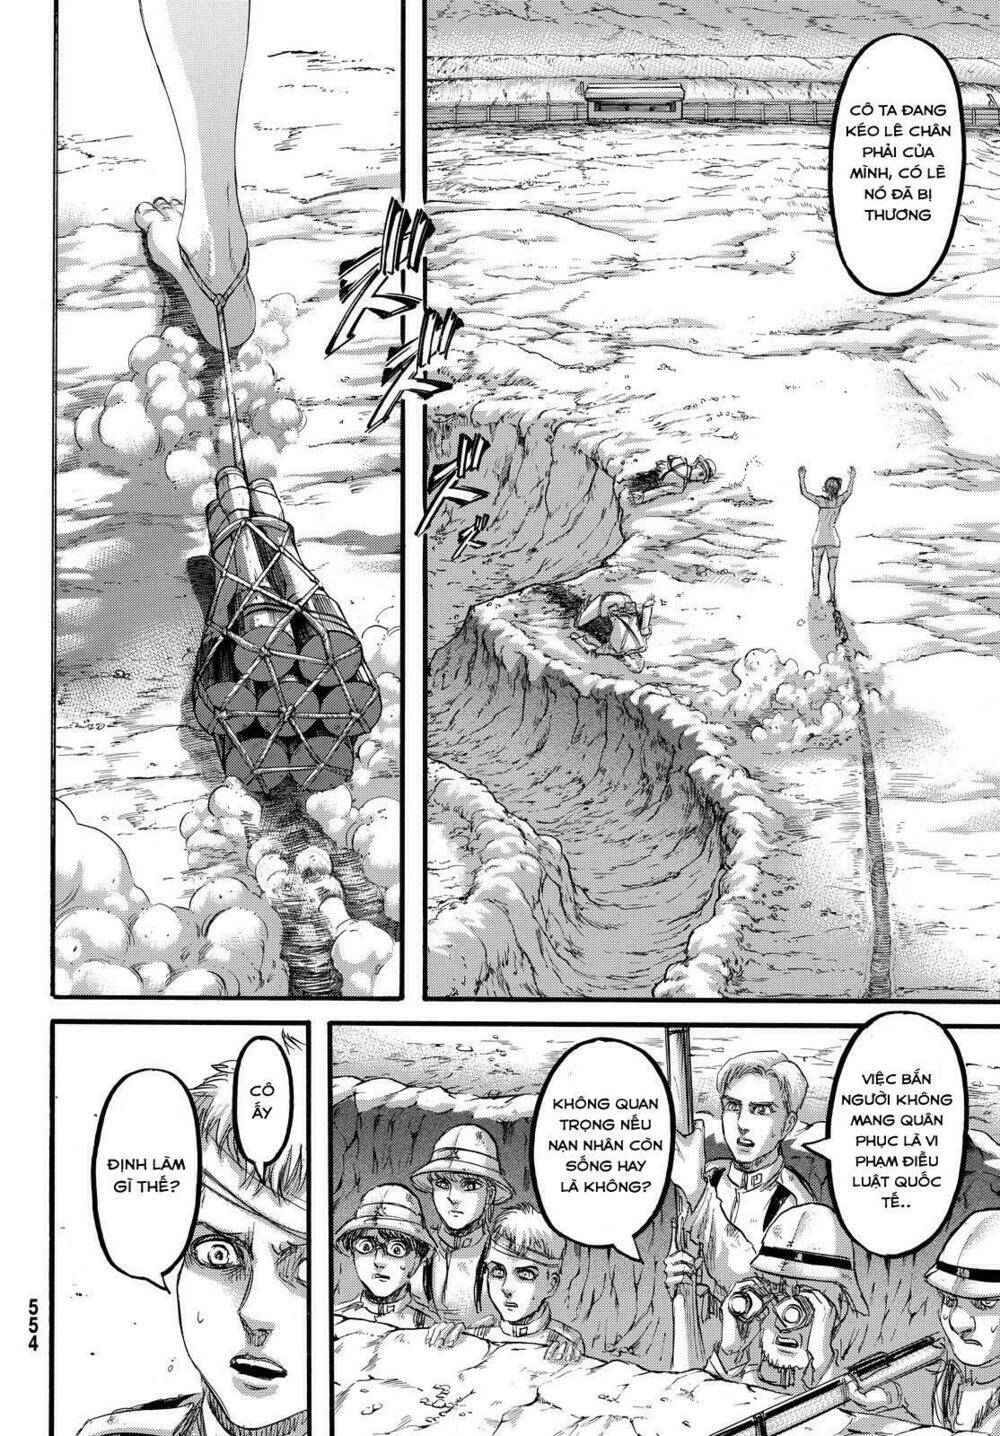 CÔ TA ĐANG
KÉO LÊ CHÂN
PHẢI CỦA
MÌNH, CÓ LẼ
NÓ ĐÃ BỊ
THƯƠNG
VIỆC BẮN
NGƯỜI KHÔNG
MANG QUÂN
PHỤC LÀ VI
PHẠM ĐIỀU
LUẬT QUỐC
TẾ..
KHÔNG QUAN
TRỌNG NẾU
NẠN NHÂN CÒN
SỐNG HAY
LÀ KHÔNG?
CÔ
ẤY
ĐỊNH LÀM
GÌ THẾ?
554